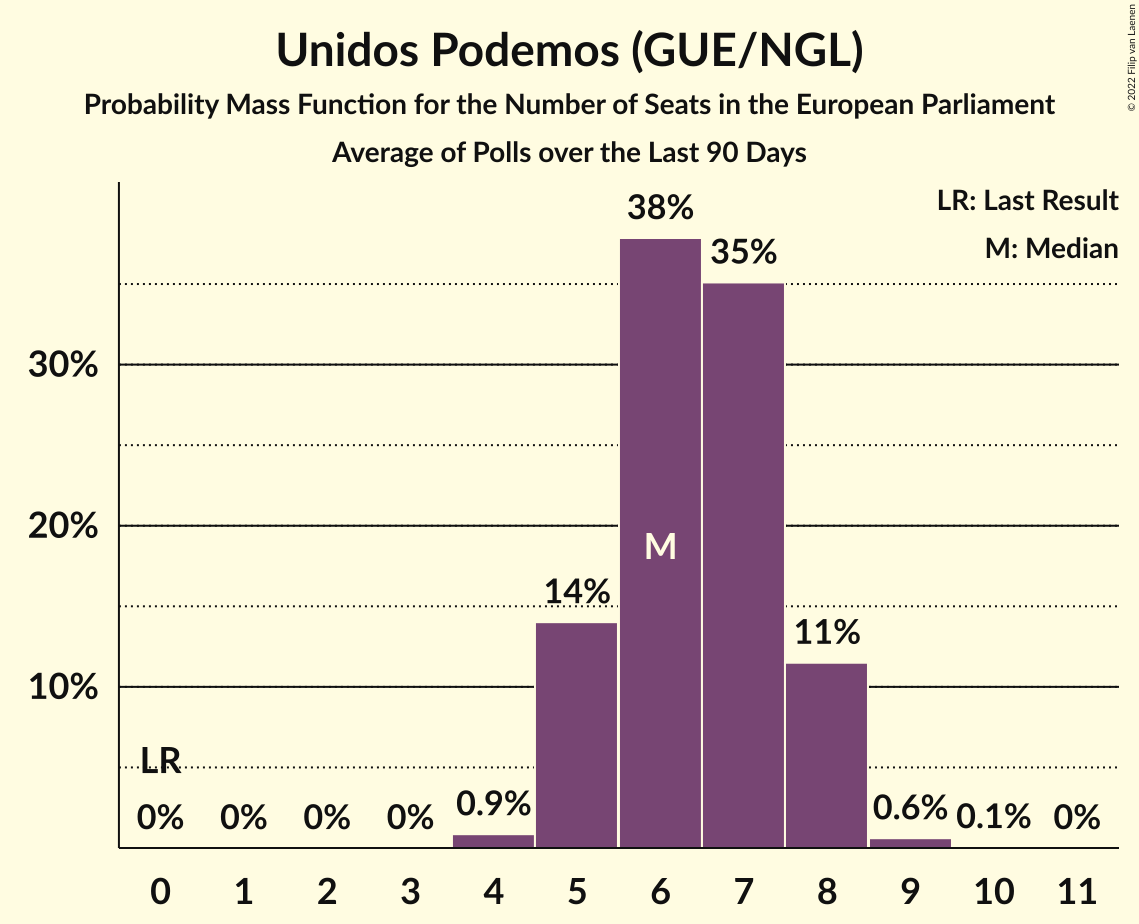 Unidos Podemos (GUE/NGL)
Probability Mass Function for the Number of Seats in the European Parliament
Average of Polls over the Last 90 Days
© 2022 Filip van Laenen
LR: Last Result
M: Median
38%
35%
30%
20%
M
14%
11%
10%
LR
0% 0% 0% 0% 0.9% 0.6% 0.1% 0%
0 1 2 3 4 5 6 7 8 9 10 11